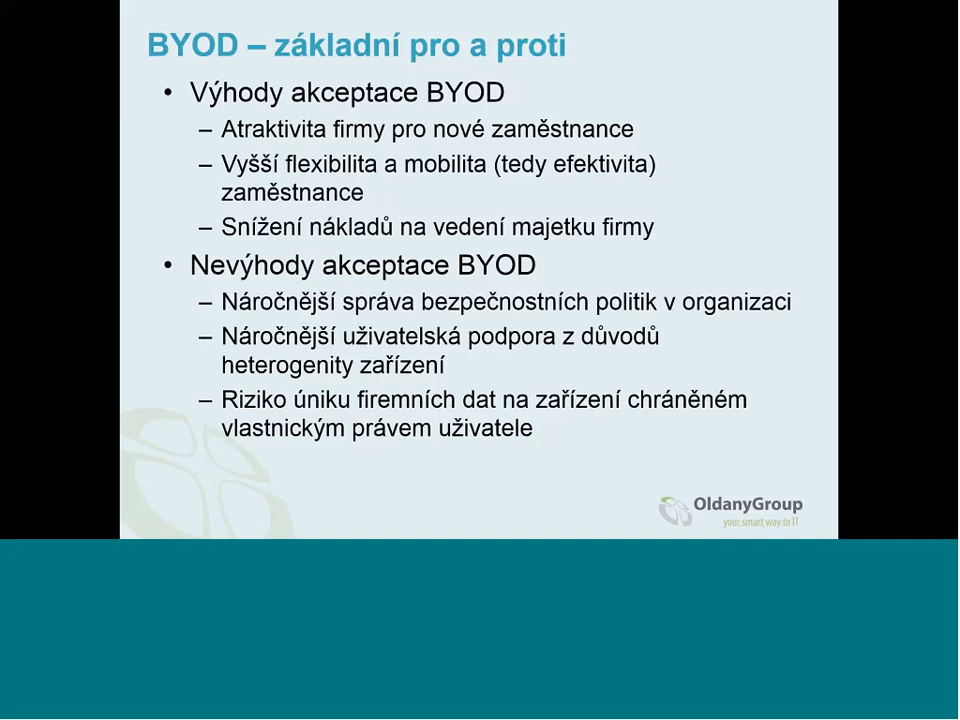 BYOD – základní pro a proti
• Výhody akceptace BYOD
– Atraktivita firmy pro nové zaměstnance
– Vyšší flexibilita a mobilita (tedy efektivita)
zaměstnance
– Snížení nákladů na vedení majetku firmy
• Nevýhody akceptace BYOD
– Náročnější správa bezpečnostních politik v organizaci
– Náročnější uživatelská podpora z důvodů
heterogenity zařízení
– Riziko úniku firemních dat na zařízení chráněném
vlastnickým právem uživatele
OldanyGroup
your smart way to IT